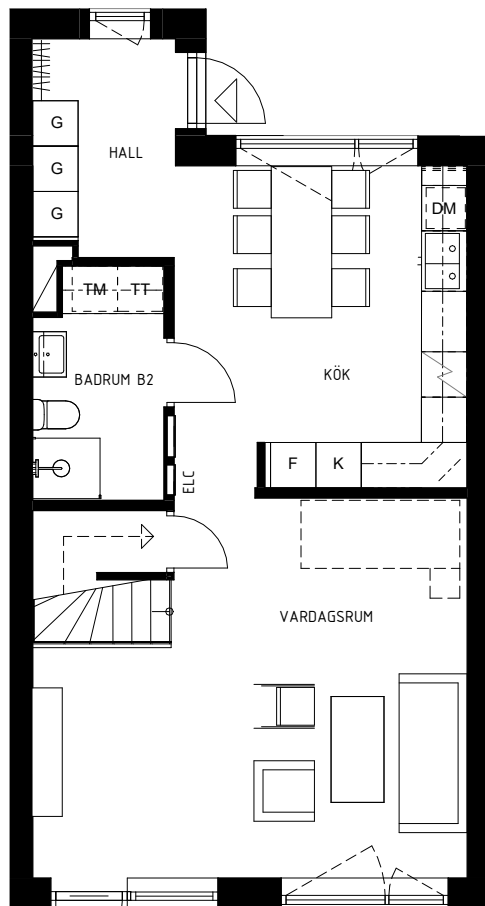 G
HALL
G
G
DM
TM TT
BADRUM B2
KÖK
F K
ELC
VARDAGSRUM